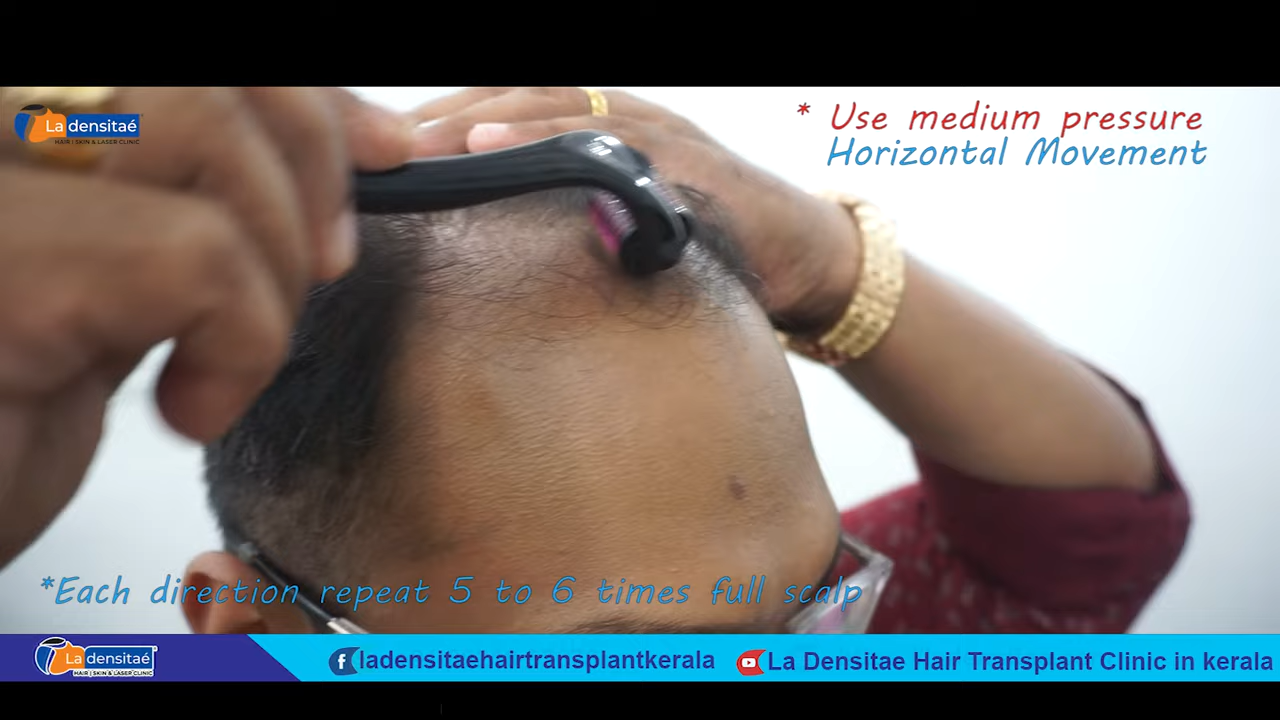 La densitaé
HAIR | SKIN & LASER CLINIC
* Use medium pressure
Horizontal Movement
*Each direction repeat 5 to 6 times full scalp
La densitaé
HAIR | SKIN & LASER CLINIC
ladensitaehairtransplantkerala
La Densitae Hair Transplant Clinic in kerala